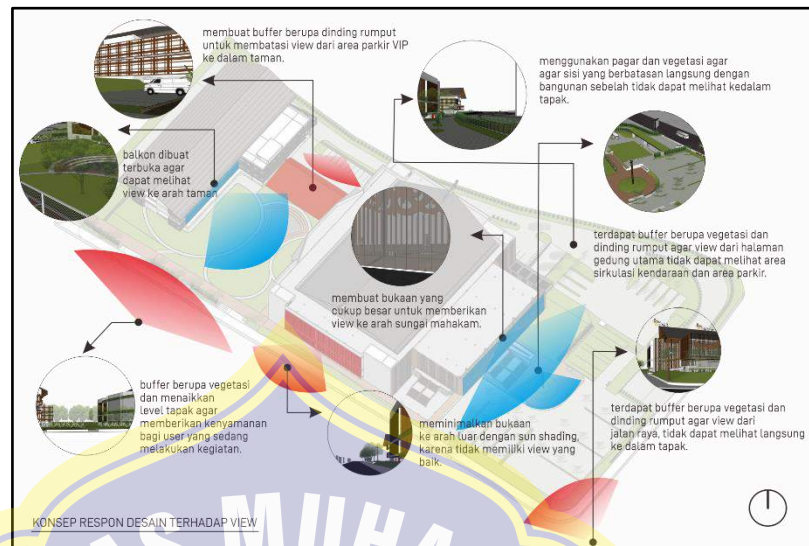 membuat buffer berupa dinding rumput
untuk membatasi view dari area parkir VIP
ke dalam taman.
menggunakan pagar dan vegetasi agar
agar sisi yang berbatasan langsung dengan
bangunan sebelah tidak dapat melihat kedalam
tapak.
balkon dibuat
terbuka agar
dapat melihat
view ke arah taman
terdapat buffer berupa vegetasi dan
dinding rumput agar view dari halaman
gedung utama tidak dapat melihat area
sirkulasi kendaraan dan area parkir.
membuat bukaan yang
cukup besar untuk memberikan
view ke arah sungai mahakam.
buffer berupa vegetasi
dan menaikkan
level tapak agar
memberikan kenyamanan
bagi user yang sedang
melakukan kegiatan.
meminimalkan bukaan
ke arah luar dengan sun shading,
karena tidak memiliki view yang
baik.
terdapat buffer berupa vegetasi dan
dinding rumput agar view dari
jalan raya, tidak dapat melihat langsung
ke dalam tapak.
KONSEP RESPON DESAIN TERHADAP VIEW
AS MUHA